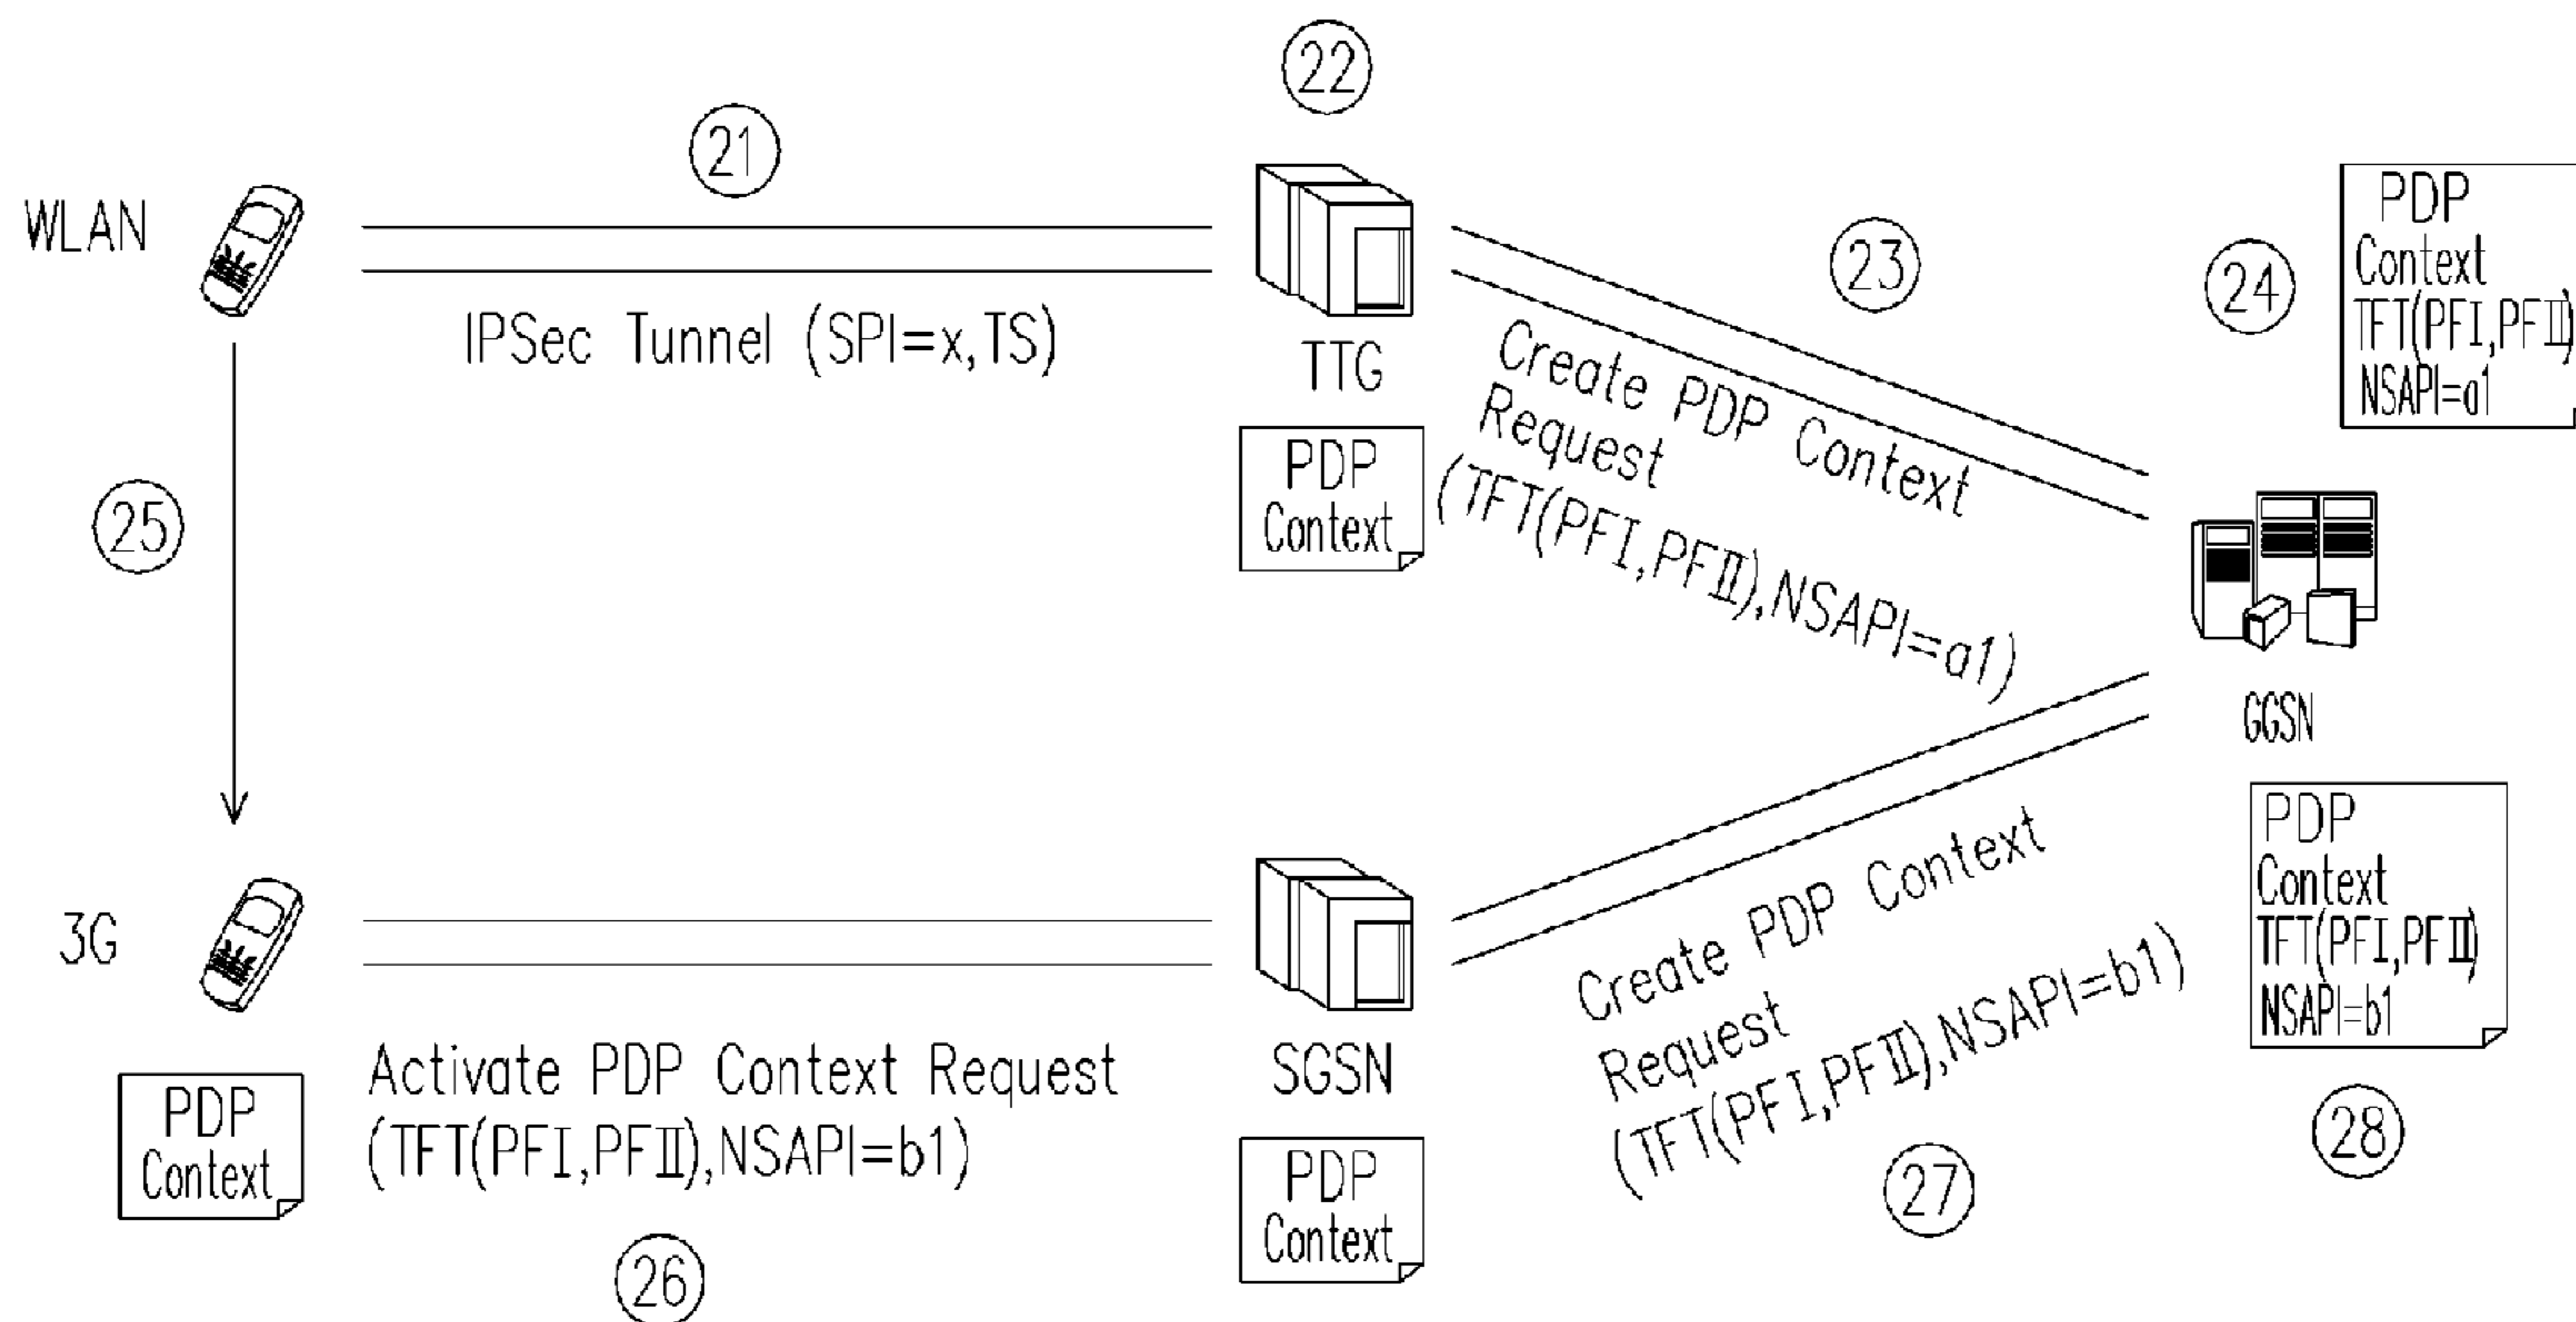 22
21
WLAN
IPSec Tunnel (SPI=x,TS)
TTG
PDP
Context
23
Create PDP Context
Request
(TFT(PFI,PFII),NSAPI=a1)
24
PDP
Context
TFT(PFI,PFII)
NSAPI=a1
GGSN
25
3G
PDP
Context
Activate PDP Context Request
(TFT(PFI,PFII),NSAPI=b1)
26
SGSN
PDP
Context
Create PDP Context
Request
(TFT(PFI,PFII),NSAPI=b1)
27
PDP
Context
TFT(PFI,PFII)
NSAPI=b1
28